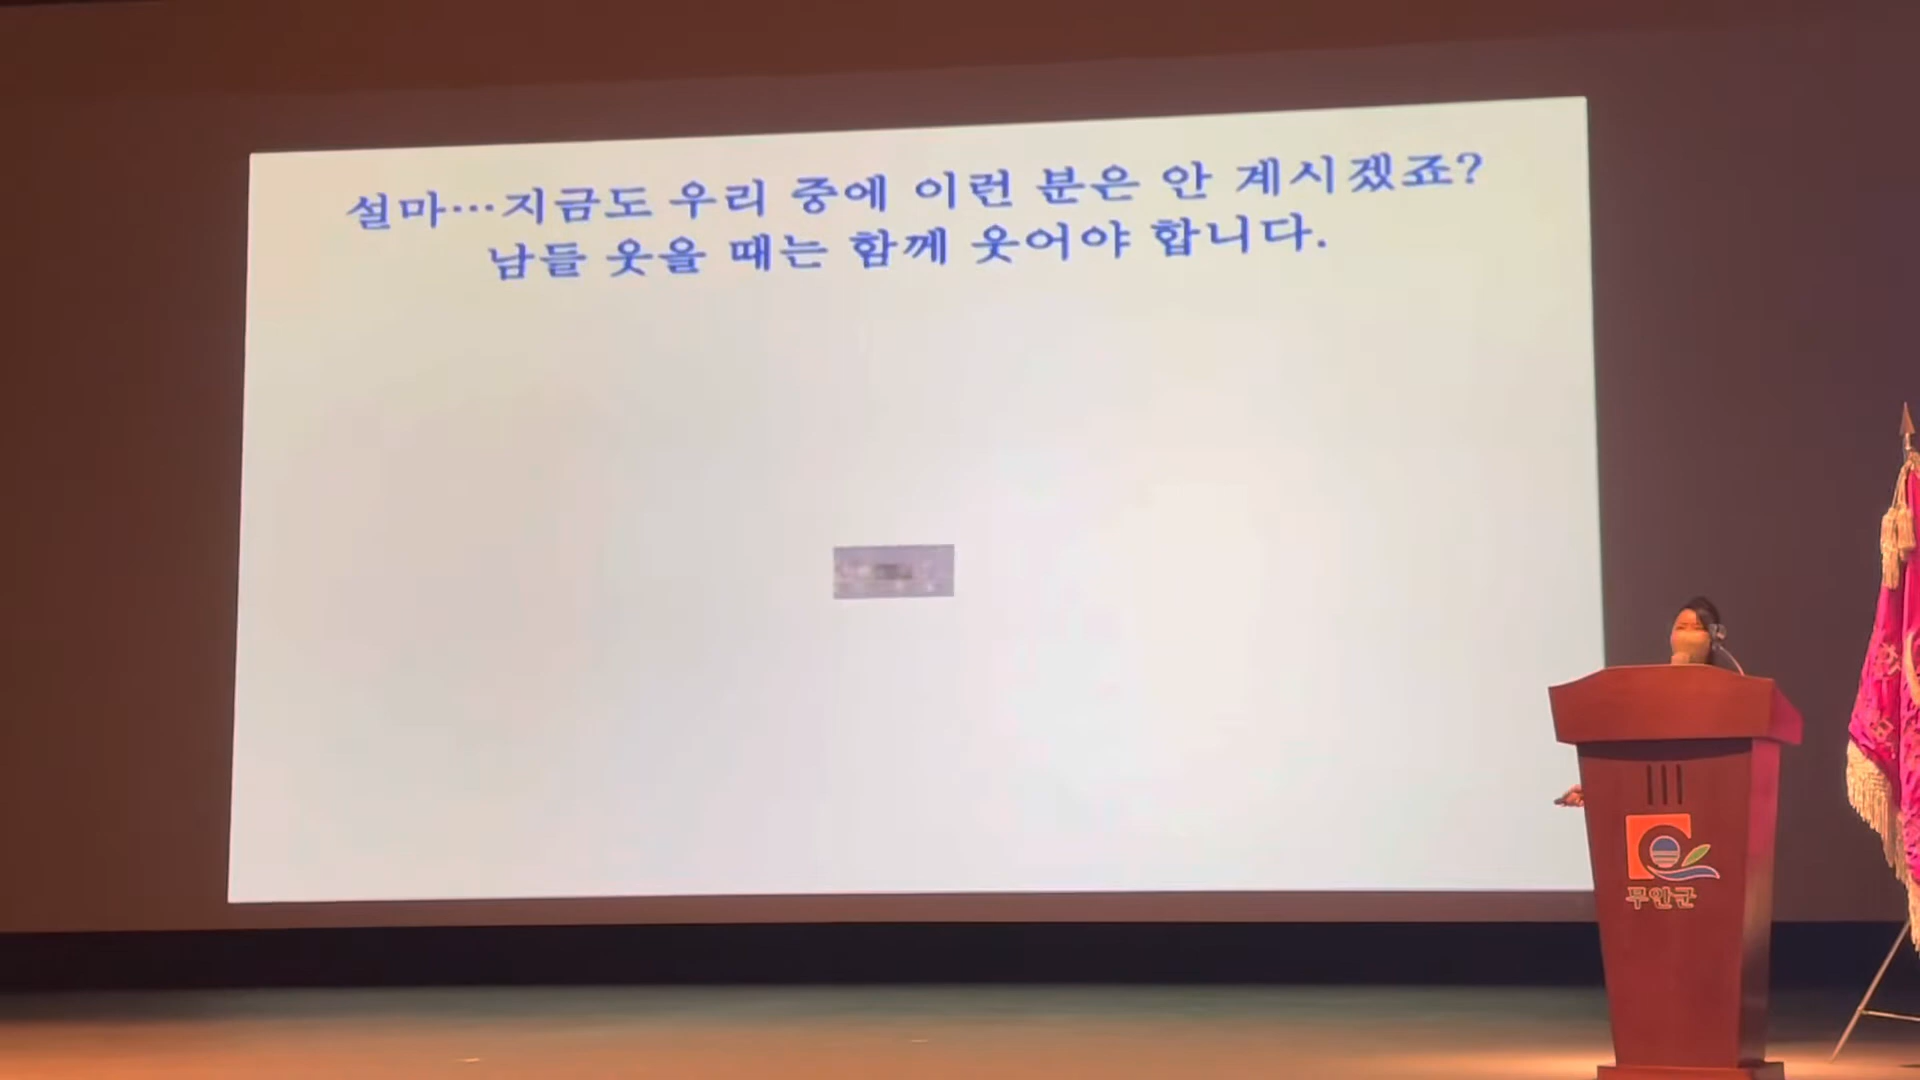 설마…지금도 우리 중에 이런 분은 안 계시겠죠?
남들 웃을 때는 함께 웃어야 합니다.
무안군